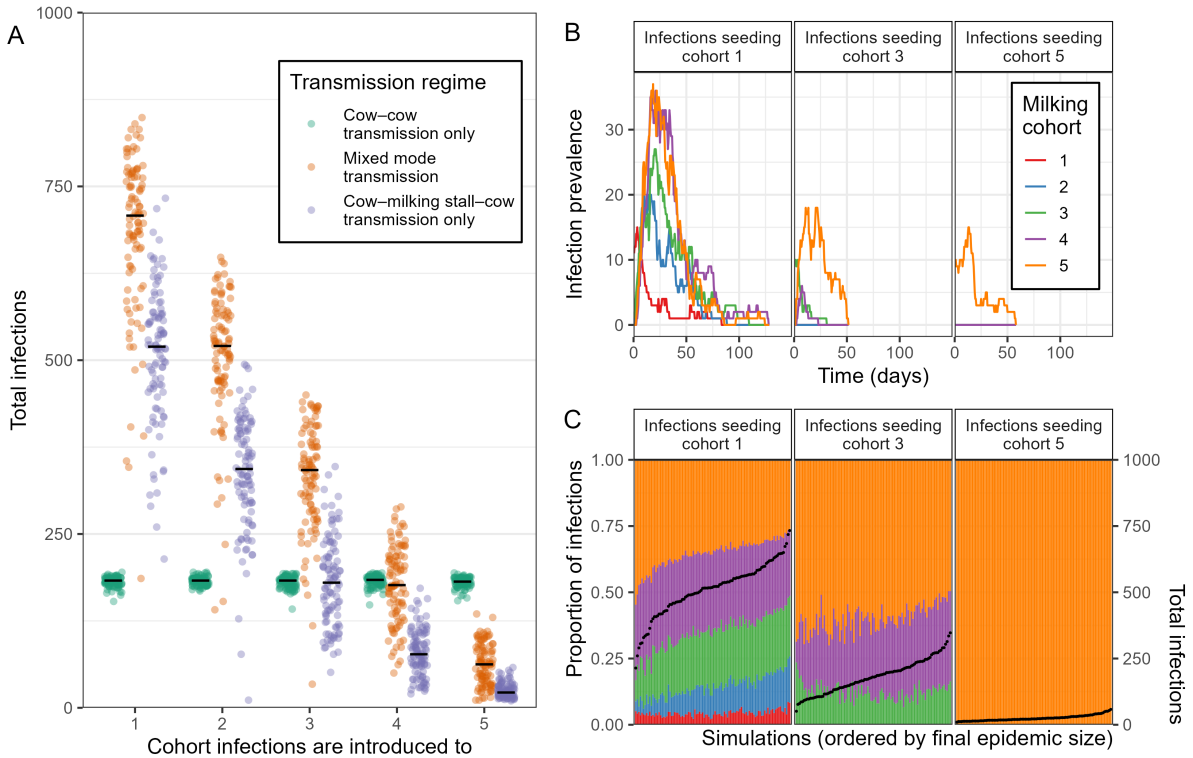 A
1000
750
500
250
0
Total infections
1
2
3
4
5
Cohort infections are introduced to
Transmission regime
Cow–cow
transmission only
Mixed mode
transmission
Cow–milking stall–cow
transmission only
B
Infections seeding
cohort 1
Infections seeding
cohort 3
Infections seeding
cohort 5
Infection prevalence
30
20
10
0
0
50
100
0
50
100
0
50
100
Time (days)
Milking
cohort
1
2
3
4
5
C
Infections seeding
cohort 1
Infections seeding
cohort 3
Infections seeding
cohort 5
Proportion of infections
1.00
0.75
0.50
0.25
0.00
1000
750
500
250
0
Total infections
Simulations (ordered by final epidemic size)